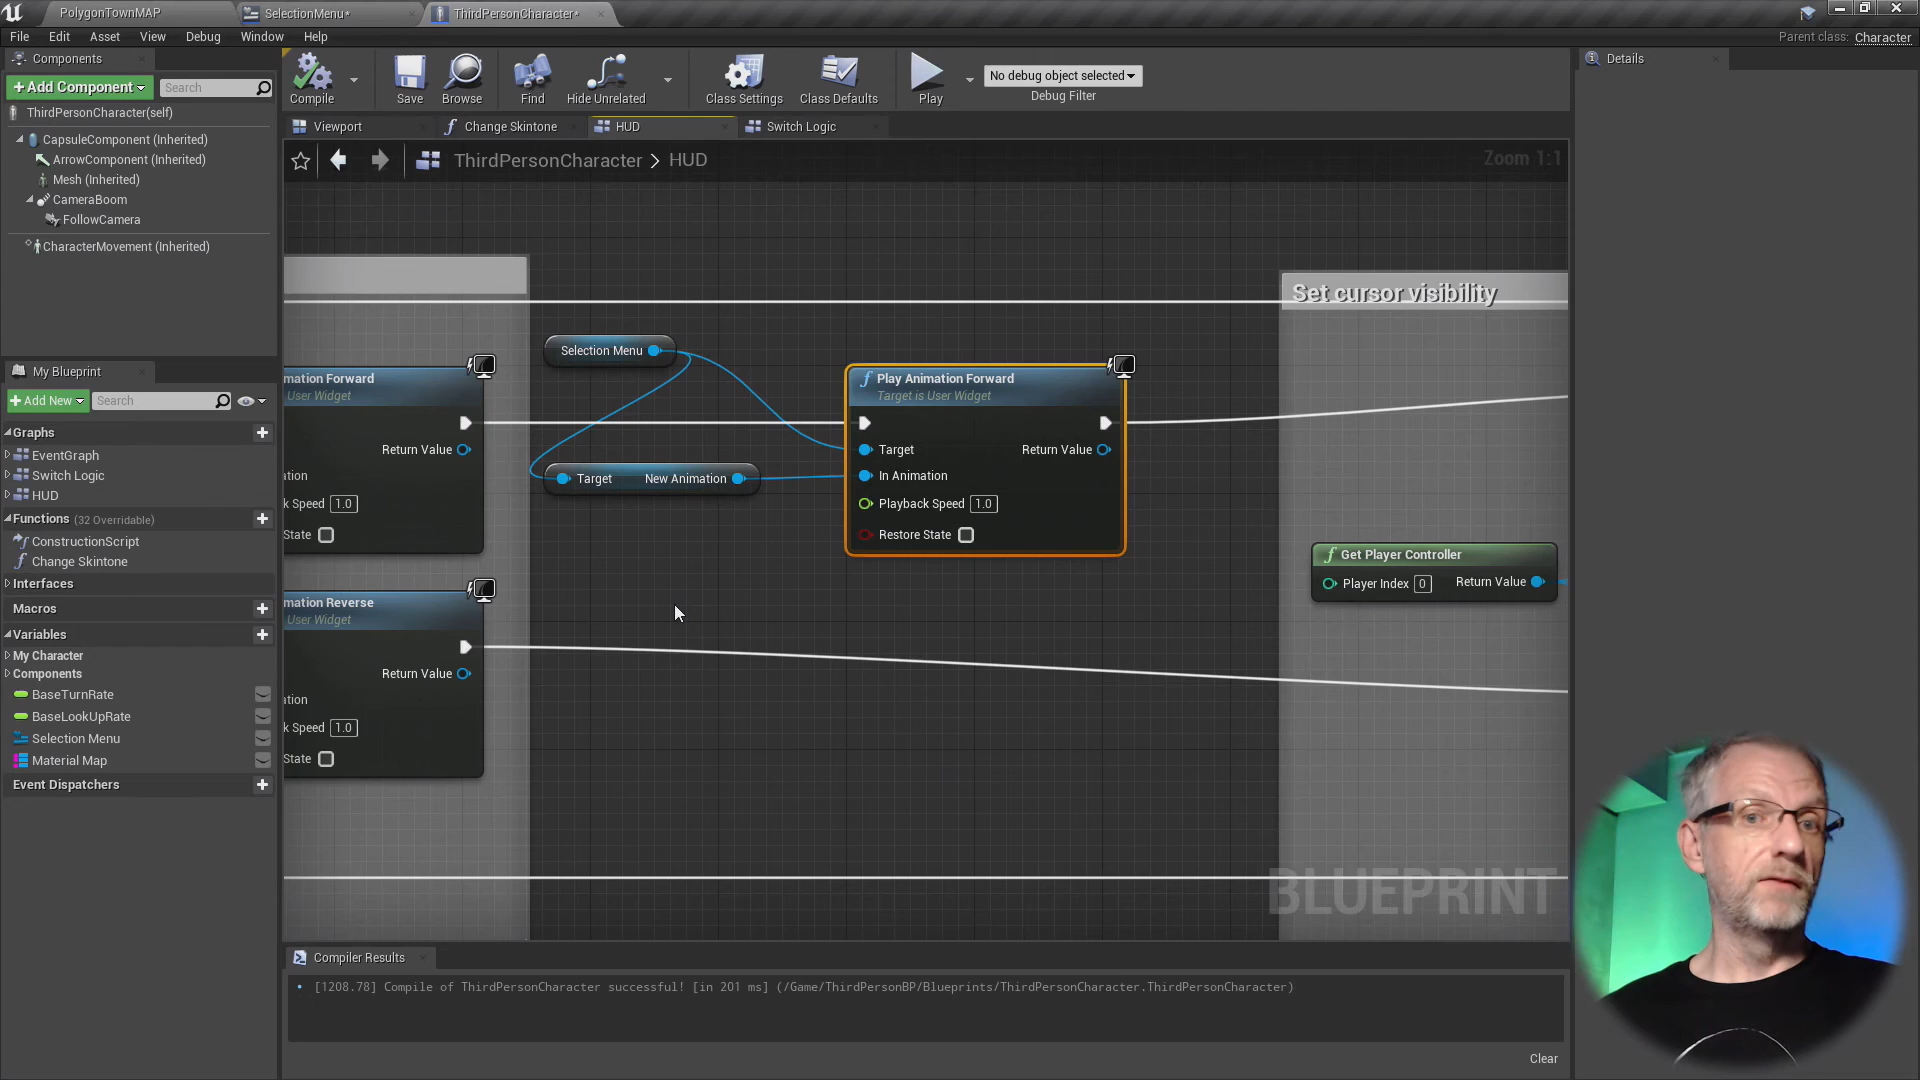 PolygonTownMAP
SelectionMenu*
ThirdPersonCharacter*
File Edit Asset View Debug Window Help
Parent class: Character
Components
+Add Component
Search
ThirdPersonCharacter(self)
CapsuleComponent (Inherited)
ArrowComponent (Inherited)
Mesh (Inherited)
CameraBoom
FollowCamera
CharacterMovement (Inherited)
My Blueprint
+Add New
Search
Graphs
EventGraph
Switch Logic
HUD
Functions (32 Overridable)
ConstructionScript
Change Skintone
Interfaces
Macros
Variables
My Character
Components
BaseTurnRate
BaseLookUpRate
Selection Menu
Material Map
Event Dispatchers
Compile
Save
Browse
Find
Hide Unrelated
Class Settings
Class Defaults
Play
No debug object selected
Debug Filter
Viewport
Change Skintone
HUD
Switch Logic
ThirdPersonCharacter > HUD
Zoom 1:1
mation Forward
User Widget
Return Value
ation
k Speed 1.0
State
mation Reverse
User Widget
Return Value
ation
k Speed 1.0
State
Selection Menu
Target New Animation
Play Animation Forward
Target is User Widget
Target Return Value
In Animation
Playback Speed 1.0
Restore State
Set cursor visibility
Get Player Controller
Player Index 0 Return Value
BLUEPRINT
Compiler Results
[1208.78] Compile of ThirdPersonCharacter successful! [in 201 ms] (/Game/ThirdPersonBP/Blueprints/ThirdPersonCharacter.ThirdPersonCharacter)
Clear
Details